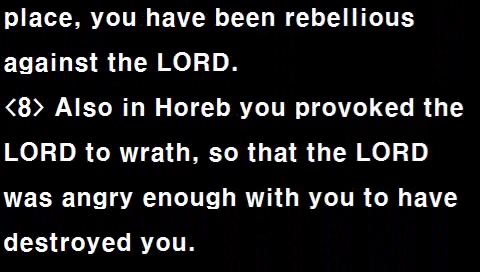 place, you have been rebellious
against the LORD.
<8> Also in Horeb you provoked the
LORD to wrath, so that the LORD
was angry enough with you to have
destroyed you.